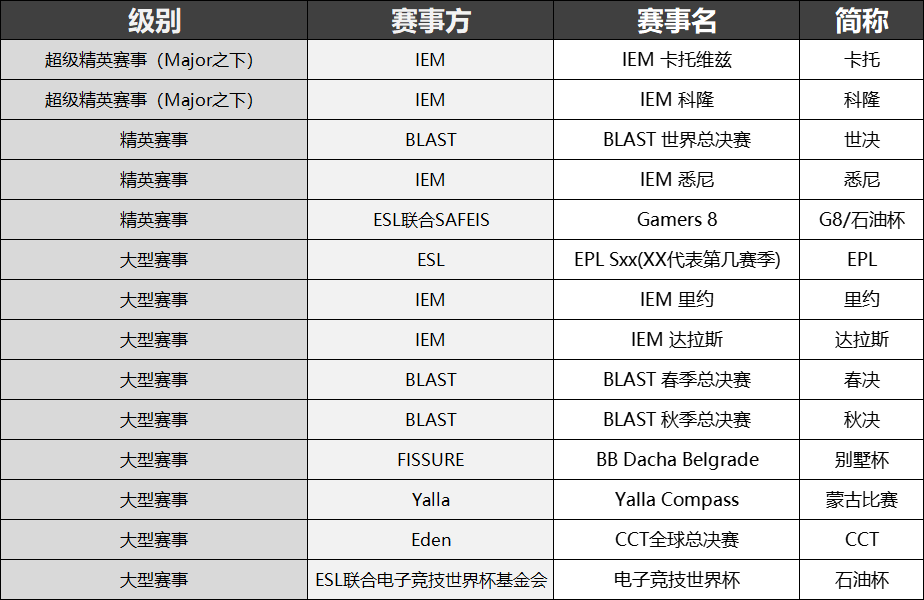 级别 赛事方 赛事名 简称
超级精英赛事（Major之下） IEM IEM 卡托维兹 卡托
超级精英赛事（Major之下） IEM IEM 科隆 科隆
精英赛事 BLAST BLAST 世界总决赛 世决
精英赛事 IEM IEM 悉尼 悉尼
精英赛事 ESL联合SAFEIS Gamers 8 G8/石油杯
大型赛事 ESL EPL Sxx(XX代表第几赛季) EPL
大型赛事 IEM IEM 里约 里约
大型赛事 IEM IEM 达拉斯 达拉斯
大型赛事 BLAST BLAST 春季总决赛 春决
大型赛事 BLAST BLAST 秋季总决赛 秋决
大型赛事 FISSURE BB Dacha Belgrade 别墅杯
大型赛事 Yalla Yalla Compass 蒙古比赛
大型赛事 Eden CCT全球总决赛 CCT
大型赛事 ESL联合电子竞技世界杯基金会 电子竞技世界杯 石油杯